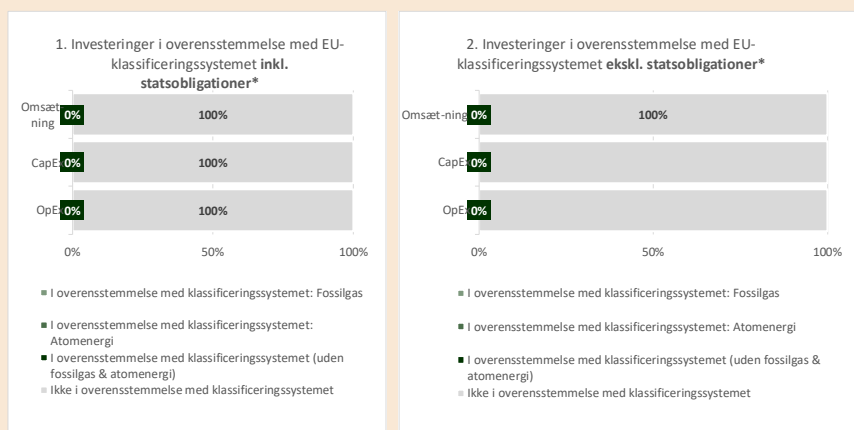 1. Investeringer i overensstemmelse med EU-
klassificeringssystemet inkl.
statsobligationer*
Omsæt-
ning
0%
100%
CapEx
0%
100%
OpEx
0%
100%
0%
50%
100%
I overensstemmelse med klassificeringssystemet: Fossilgas
I overensstemmelse med klassificeringssystemet:
Atomenergi
I overensstemmelse med klassificeringssystemet (uden
fossilgas & atomenergi)
Ikke i overensstemmelse med klassificeringssystemet
2. Investeringer i overensstemmelse med EU-
klassificeringssystemet ekskl. statsobligationer*
Omsæt-ning
0%
100%
CapEx
0%
OpEx
0%
0%
50%
100%
I overensstemmelse med klassificeringssystemet: Fossilgas
I overensstemmelse med klassificeringssystemet: Atomenergi
I overensstemmelse med klassificeringssystemet (uden fossilgas &
atomenergi)
Ikke i overensstemmelse med klassificeringssystemet